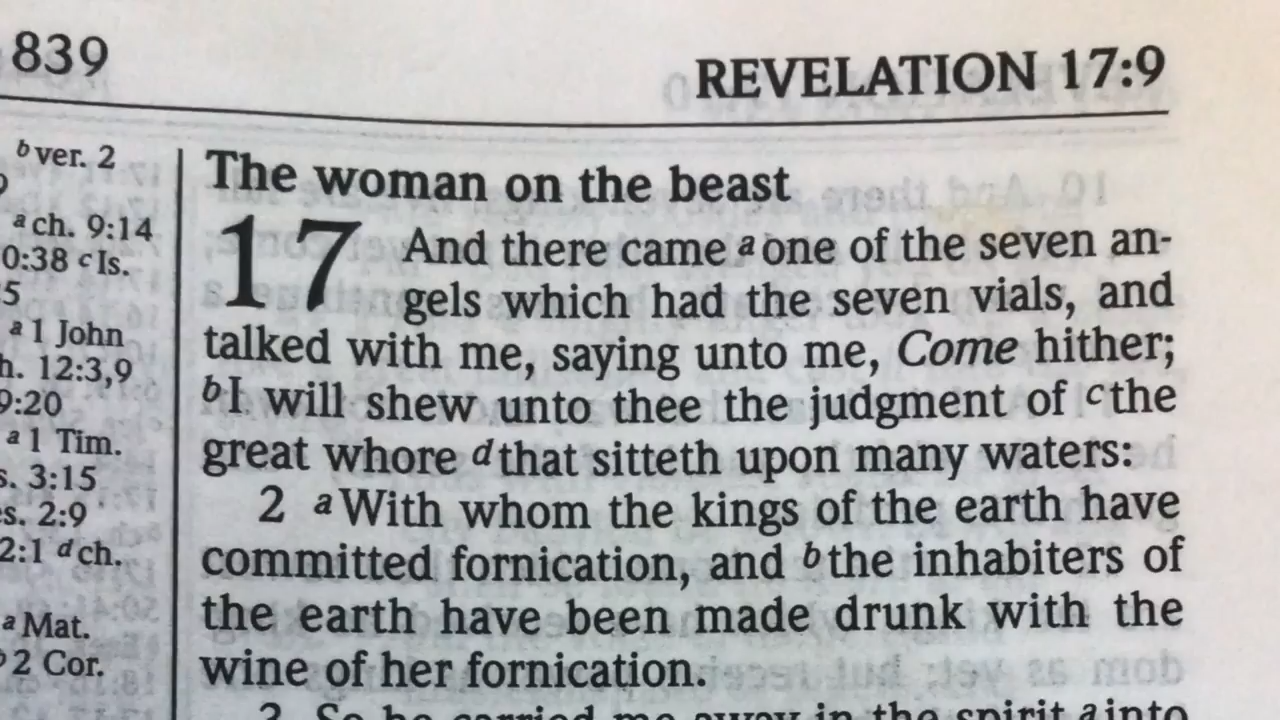 839
REVELATION 17:9
b ver. 2
a ch. 9:14
0:38 c Is.
5
a 1 John
h. 12:3,9
9:20
a 1 Tim.
s. 3:15
es. 2:9
2:1 d ch.
a Mat.
2 Cor.
The woman on the beast
17 And there came a one of the seven an-
gels which had the seven vials, and
talked with me, saying unto me, Come hither;
b I will shew unto thee the judgment of c the
great whore d that sitteth upon many waters:
2 a With whom the kings of the earth have
committed fornication, and b the inhabiters of
the earth have been made drunk with the
wine of her fornication.
3 So he carried me away in the spirit a into